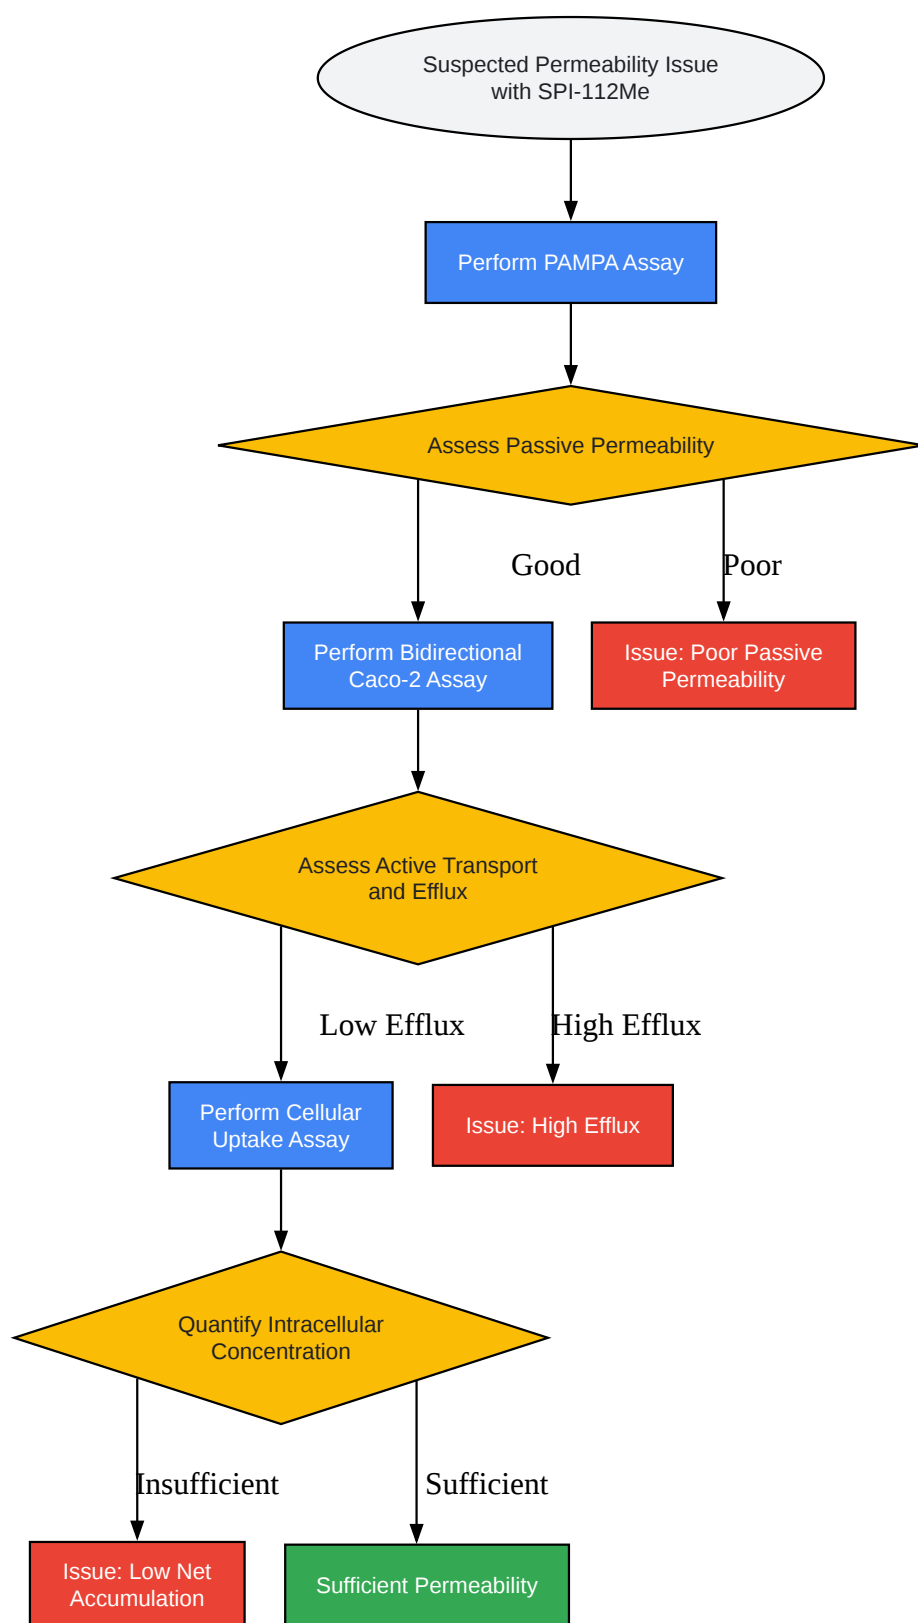 Suspected Permeability Issue
with SPI-112Me
Perform PAMPA Assay
Assess Passive Permeability
Good
Poor
Perform Bidirectional
Caco-2 Assay
Issue: Poor Passive
Permeability
Assess Active Transport
and Efflux
Low Efflux
High Efflux
Perform Cellular
Uptake Assay
Issue: High Efflux
Quantify Intracellular
Concentration
Insufficient
Sufficient
Issue: Low Net
Accumulation
Sufficient Permeability